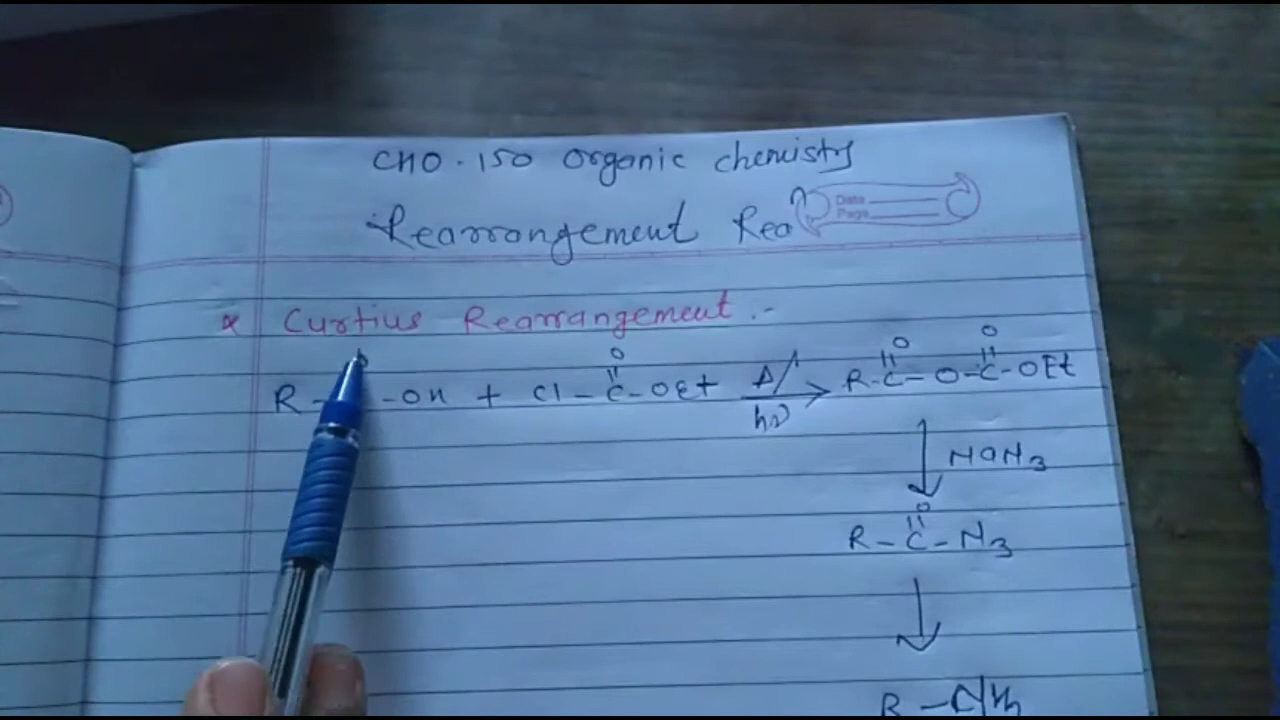 CHO-150 Organic chemistry
Rearrangement Rea
Date
Page
* Curtius Rearrangement :-
O O O
R - -OH + Cl - C - OEt Δ/ hν R-C-O-C-OEt
NaN3
O
R-C-N3
R -